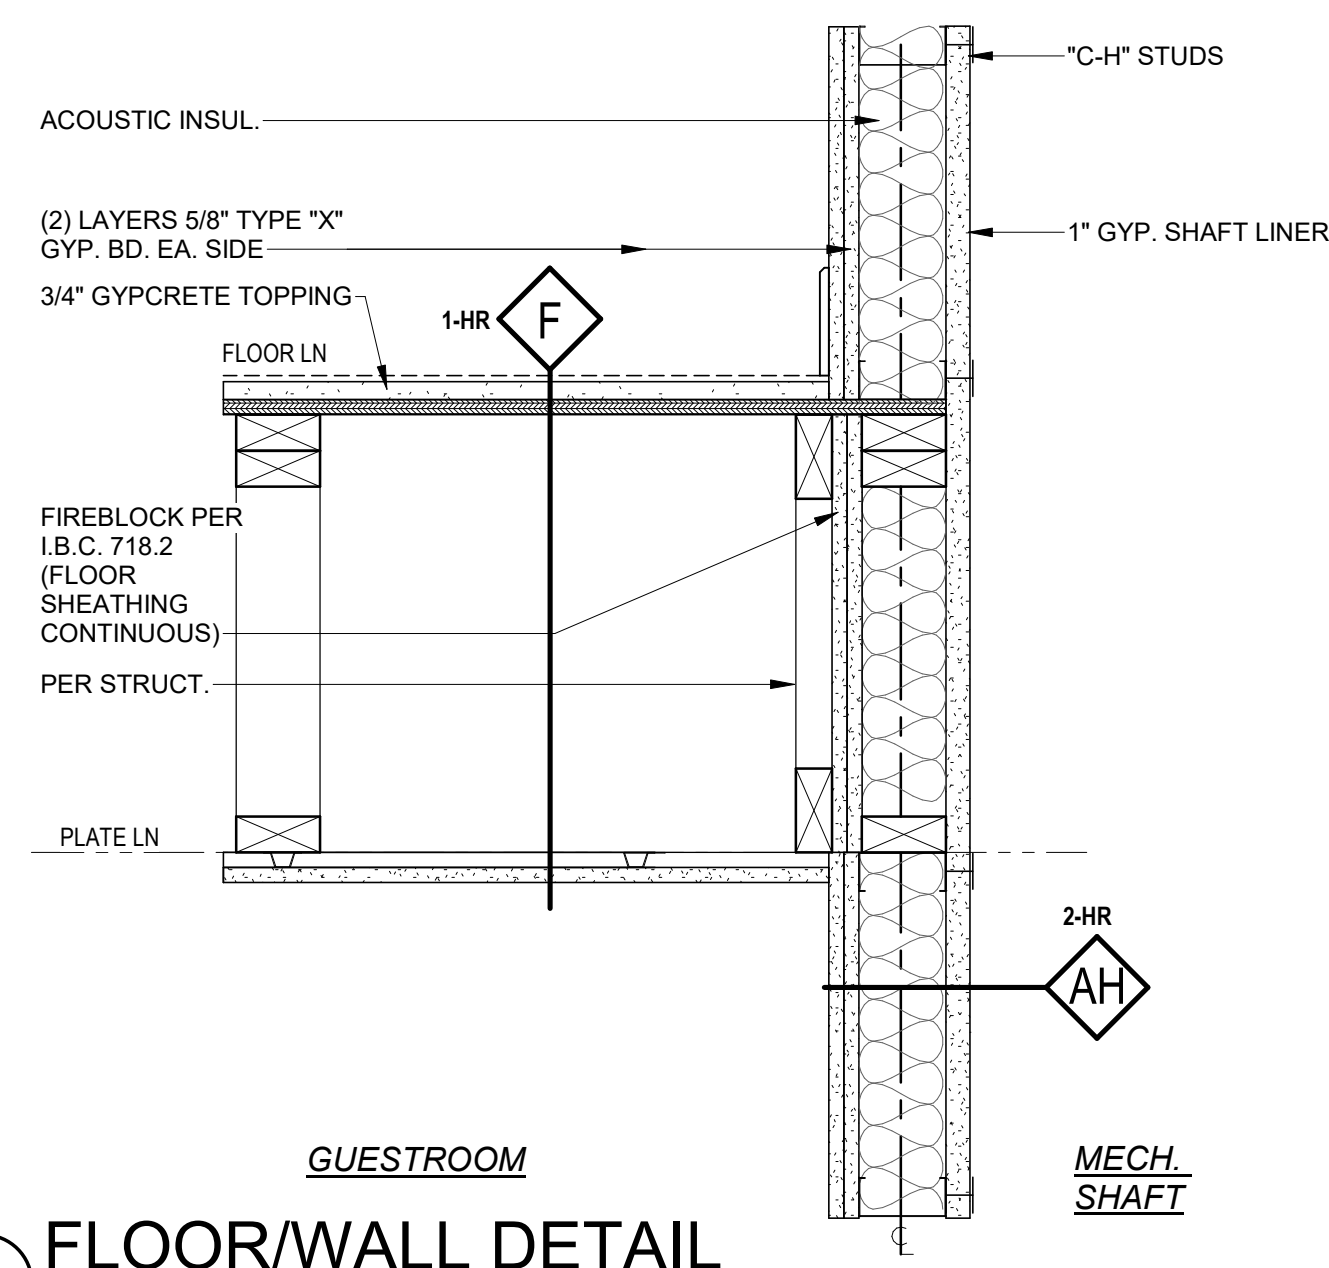 "C-H" STUDS
ACOUSTIC INSUL.
(2) LAYERS 5/8" TYPE "X"
GYP. BD. EA. SIDE
1" GYP. SHAFT LINER
3/4" GYPCRETE TOPPING
1-HR
F
FLOOR LN
FIREBLOCK PER
I.B.C. 718.2
(FLOOR
SHEATHING
CONTINUOUS)
PER STRUCT.
PLATE LN
2-HR
AH
GUESTROOM
MECH.
SHAFT
CL
FLOOR/WALL DETAIL